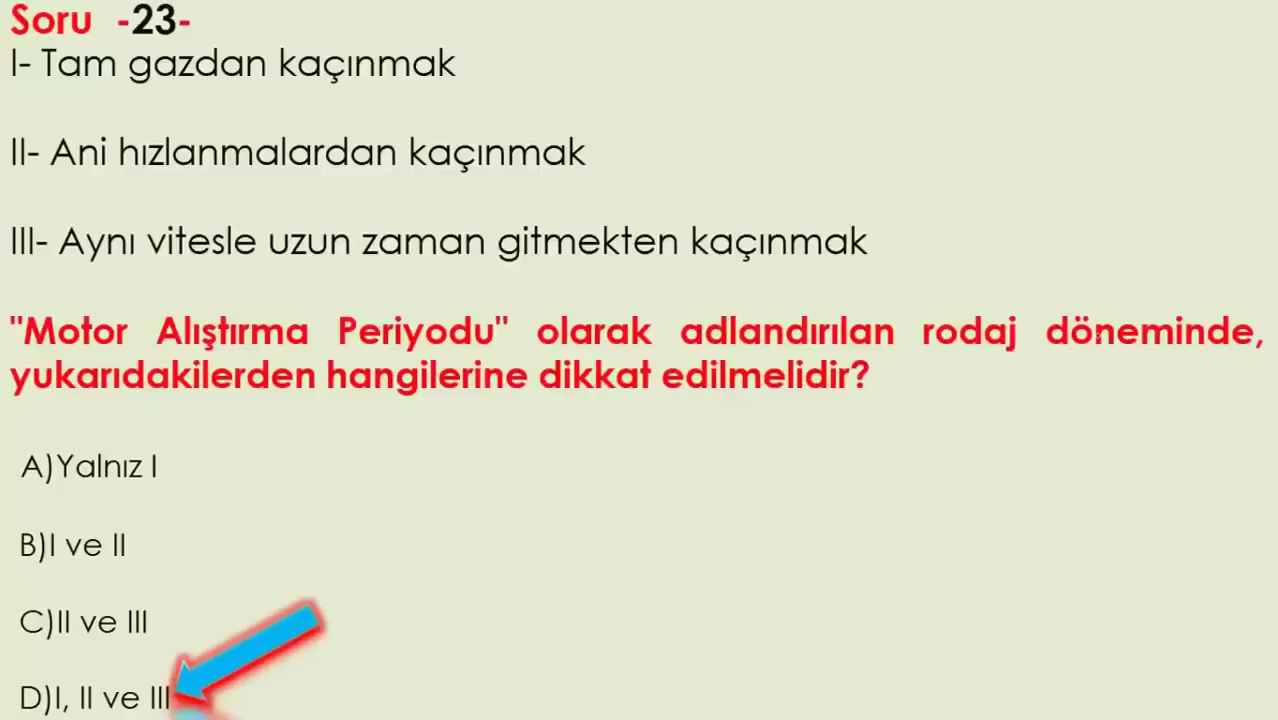 Soru -23-
I- Tam gazdan kaçınmak
II- Ani hızlanmalardan kaçınmak
III- Aynı vitesle uzun zaman gitmekten kaçınmak
"Motor Alıştırma Periyodu" olarak adlandırılan rodaj döneminde,
yukarıdakilerden hangilerine dikkat edilmelidir?
A)Yalnız I
B)I ve II
C)II ve III
D)I, II ve III